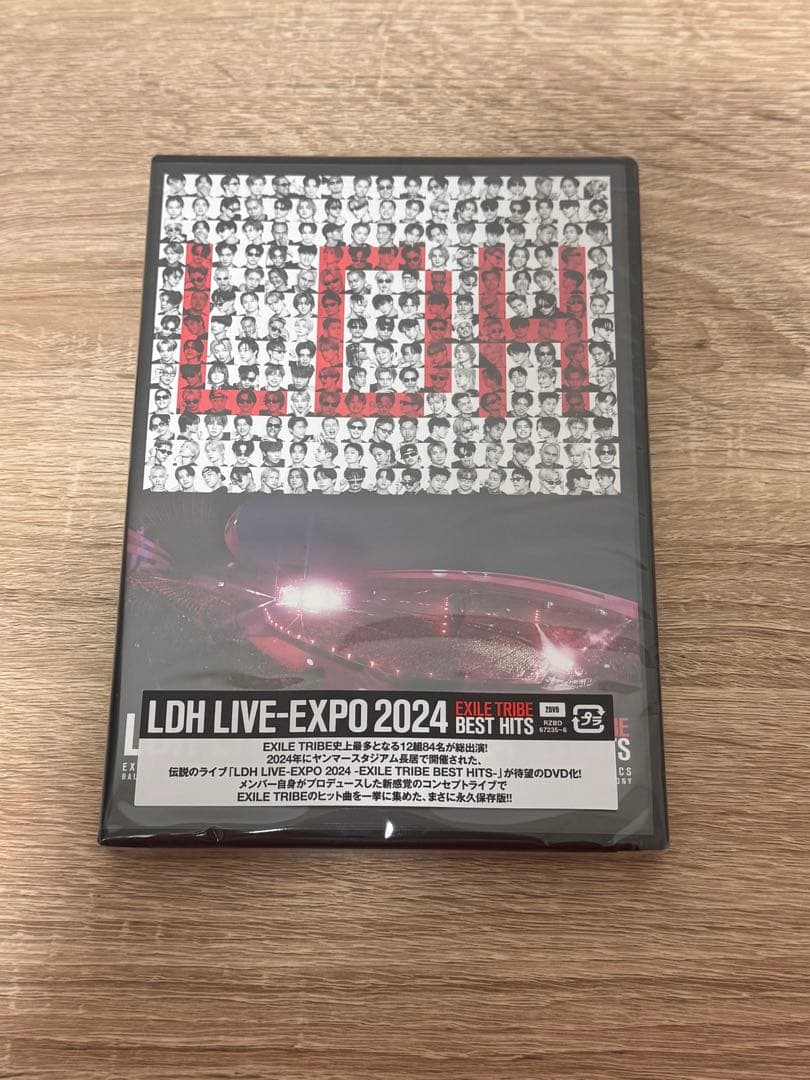 LDH
LDH LIVE-EXPO 2024 EXILE TRIBE BEST HITS
2DVD
RZBD
67235~6
プラ
EXILE TRIBE史上最多となる12組84名が総出演!
2024年にヤンマースタジアム長居で開催された、
伝説のライブ「LDH LIVE-EXPO 2024 -EXILE TRIBE BEST HITS-」が待望のDVD化!
メンバー自身がプロデュースした新感覚のコンセプトライブで
EXILE TRIBEのヒット曲を一挙に集めた、まさに永久保存版!!